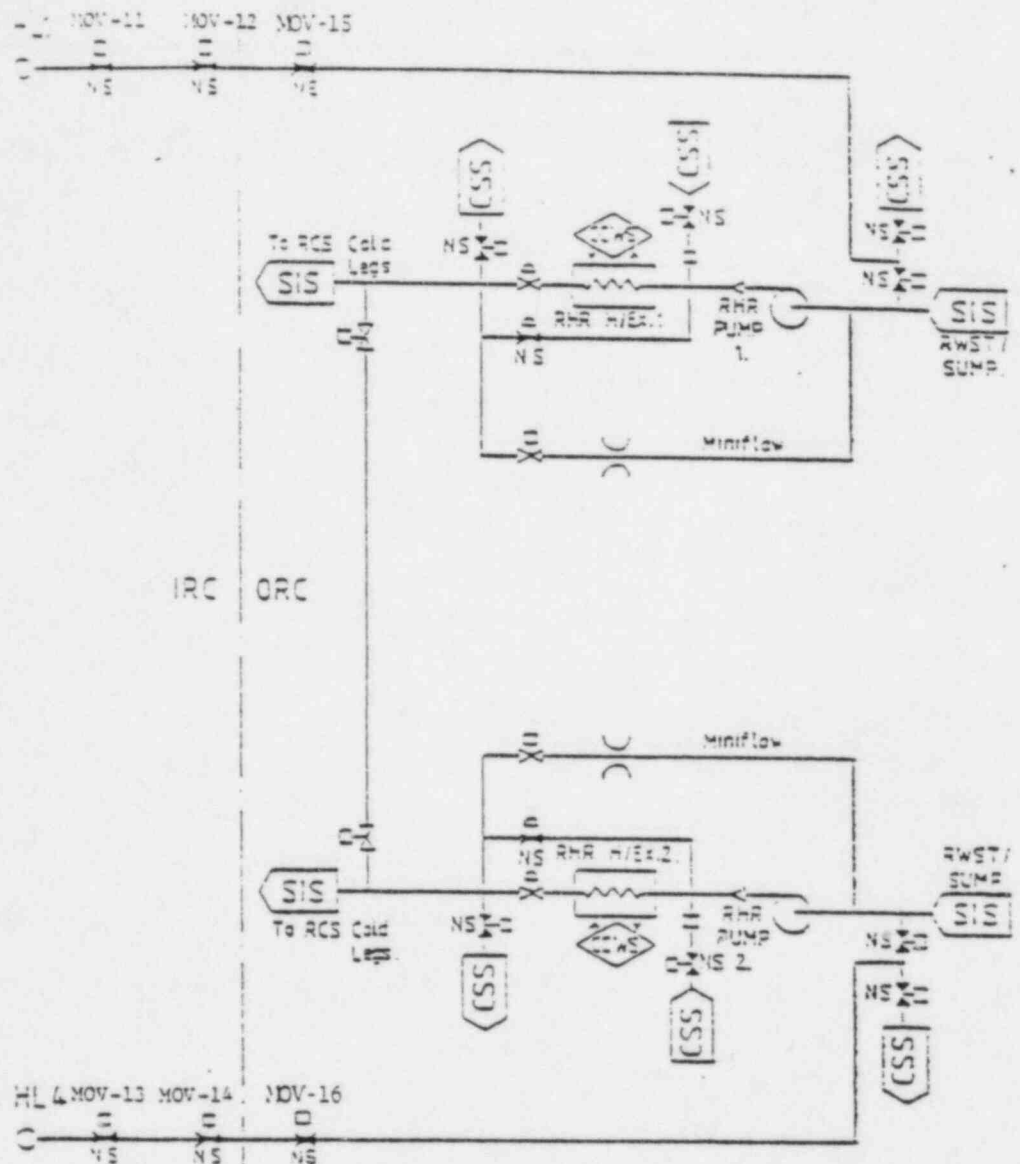 MOV-11 MOV-12 MOV-15
NS NS NS
CSS
CSS
CSS
NS
NS
NS
NS
To RCS Cold
Legs
SIS
RHR H/Ex.1
NS
RHR
PUMP
1.
SIS
RWST/
SUMP.
Miniflow
IRC ORC
Miniflow
NS
RHR H/Ex.2.
RWST/
SUMP
SIS
SIS
To RCS Cold
Legs
NS
RHR
PUMP
2.
NS
NS
NS
CSS
CSS
CSS
HL4 MOV-13 MOV-14 MOV-16
NS NS NS